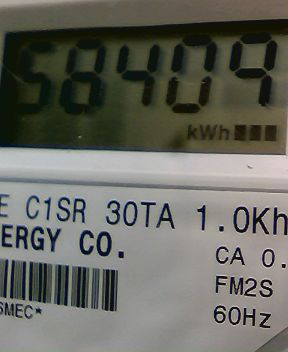 58409
kWh
E C1SR 30TA 1.0Kh
ERGY CO.
CA 0.
FM2S
SMEC*
60Hz